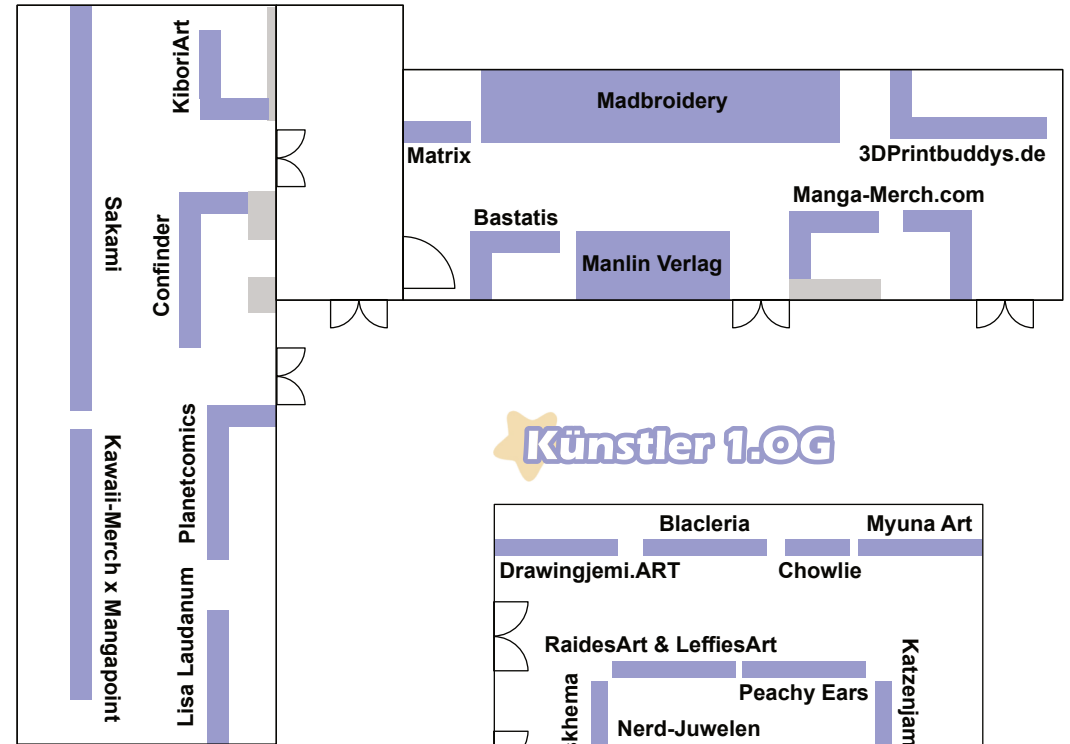 KiboriArt
Sakami
Confinder
Planetcomics
Kawaii-Merch x Mangapoint
Lisa Laudanum
Madbroidery
Matrix
3DPrintbuddys.de
Manga-Merch.com
Bastatis
Manlin Verlag
Künstler 1.OG
Blacleria
Myuna Art
Drawingjemi.ART
Chowlie
RaidesArt & LeffiesArt
Peachy Ears
Nerd-Juwelen